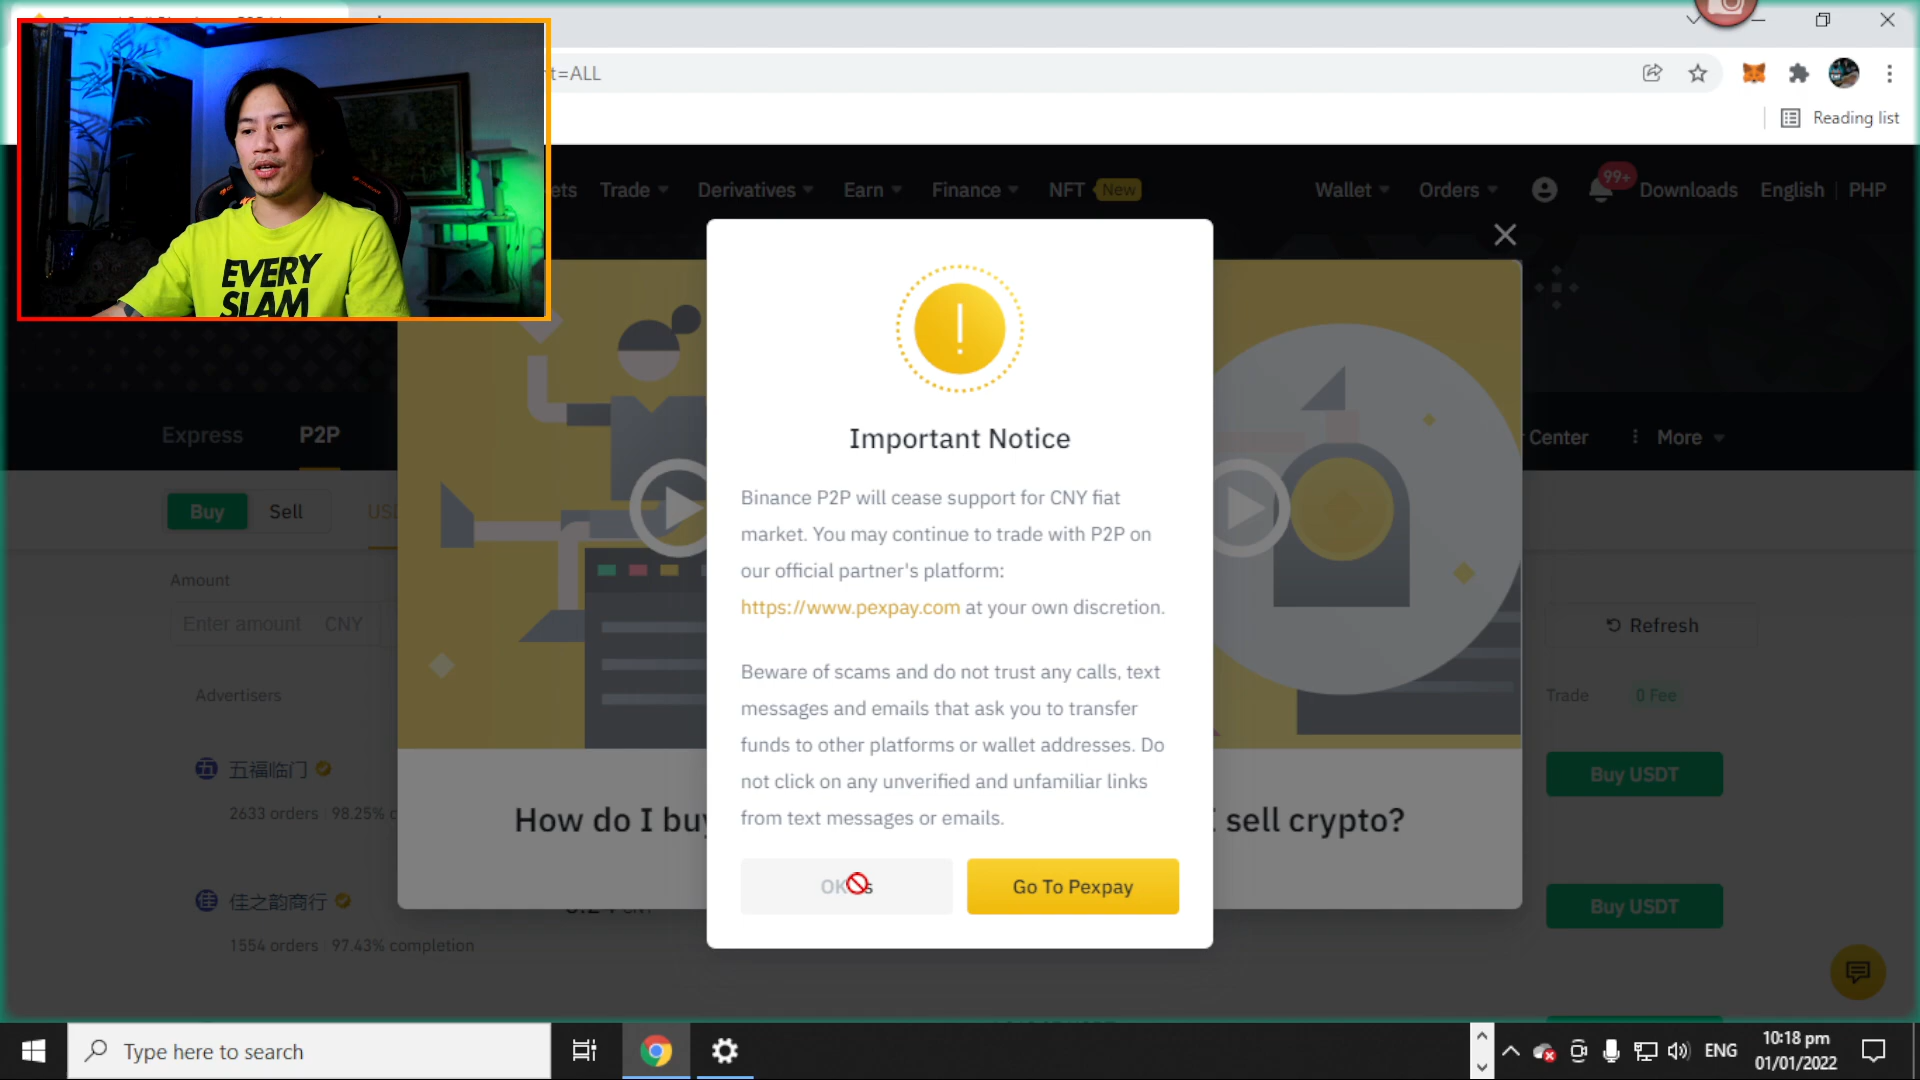 t=ALL
Reading list
ets Trade Derivatives Earn Finance NFT New Wallet Orders 99+ Downloads English PHP
EVERY
SLAM
Important Notice
Binance P2P will cease support for CNY fiat
market. You may continue to trade with P2P on
our official partner's platform:
https://www.pexpay.com at your own discretion.
Beware of scams and do not trust any calls, text
messages and emails that ask you to transfer
funds to other platforms or wallet addresses. Do
not click on any unverified and unfamiliar links
from text messages or emails.
Go To Pexpay
Express P2P Center More
Buy Sell
Amount
Enter amount CNY Refresh
Advertisers Trade 0 Fee
五 五福临门 Buy USDT
2633 orders 98.25%
How do I buy sell crypto?
佳 佳之韵商行 Buy USDT
1554 orders 97.43% completion
Type here to search
ENG
10:18 pm
01/01/2022